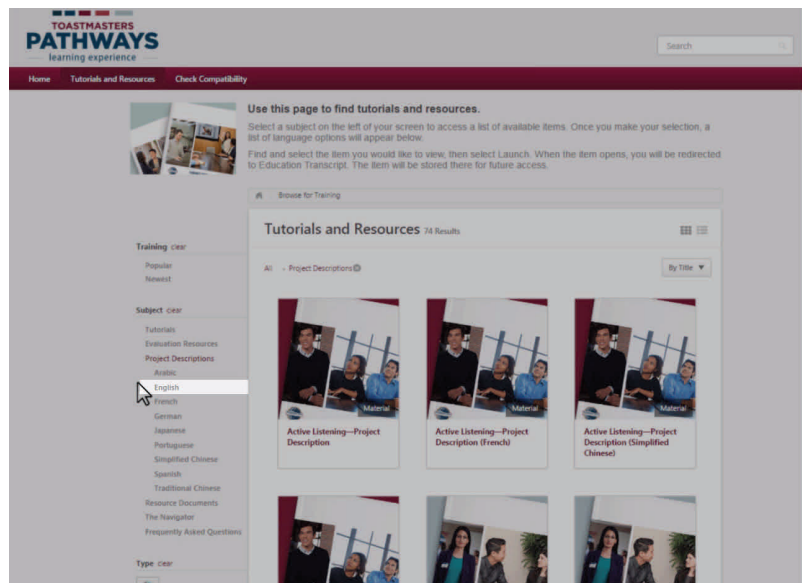 TOASTMASTERS
PATHWAYS
learning experience
Search
Home Tutorials and Resources Check Compatibility
Use this page to find tutorials and resources.
Select a subject on the left of your screen to access a list of available items. Once you make your selection, a
list of language options will appear below.
Find and select the item you would like to view, then select Launch. When the item opens, you will be redirected
to Education Transcript. The item will be stored there for future access.
Browse for Training
Tutorials and Resources 74 Results
Training clear
Popular
Newest
All Project Descriptions
By Title
Subject clear
Tutorials
Evaluation Resources
Project Descriptions
Arabic
English
French
German
Japanese
Portuguese
Simplified Chinese
Spanish
Traditional Chinese
Resource Documents
The Navigator
Frequently Asked Questions
Type clear
Material
Active Listening—Project
Description
Material
Active Listening—Project
Description (French)
Material
Active Listening—Project
Description (Simplified
Chinese)